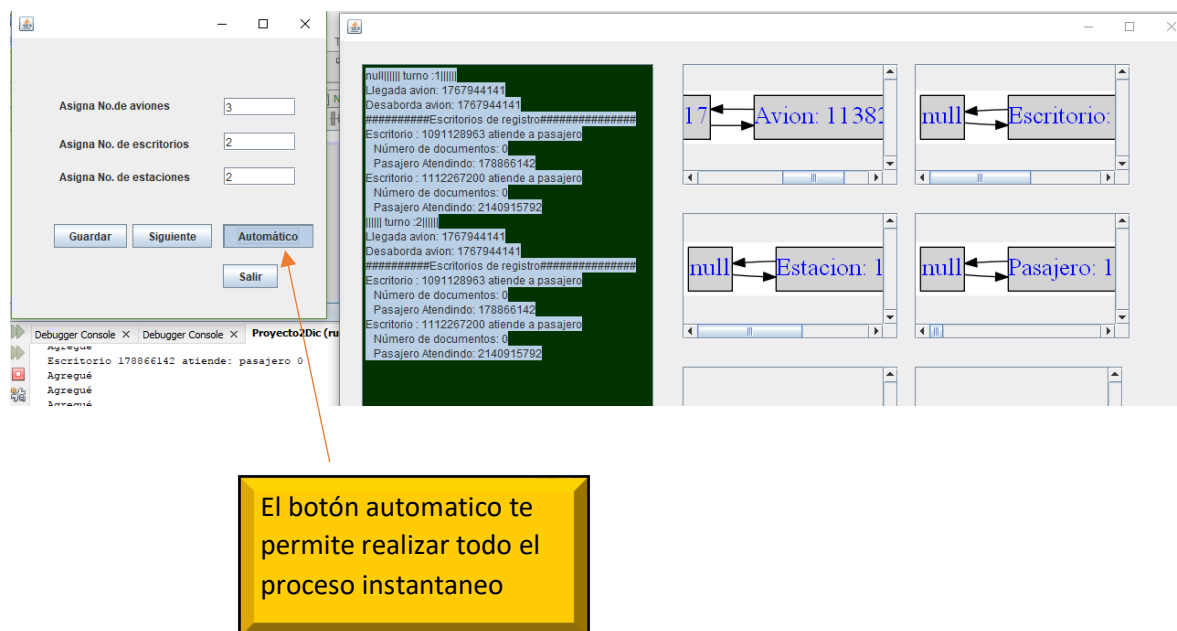 Asigna No.de aviones
3
Asigna No. de escritorios
2
Asigna No. de estaciones
2
Guardar
Siguiente
Automático
Salir
Debugger Console
Debugger Console
Proyecto2Dic (ru
Agregué
Escritorio 178866142 atiende: pasajero 0
Agregué
Agregué
Agregué
null|||||| turno :1||||||
Llegada avion: 1767944141
Desaborda avion: 1767944141
##########Escritorios de registro###############
Escritorio : 1091128963 atiende a pasajero
Número de documentos: 0
Pasajero Atendindo: 178866142
Escritorio : 1112267200 atiende a pasajero
Número de documentos: 0
Pasajero Atendindo: 2140915792
|||||| turno :2||||||
Llegada avion: 1767944141
Desaborda avion: 1767944141
##########Escritorios de registro###############
Escritorio : 1091128963 atiende a pasajero
Número de documentos: 0
Pasajero Atendindo: 178866142
Escritorio : 1112267200 atiende a pasajero
Número de documentos: 0
Pasajero Atendindo: 2140915792
17
Avion: 11382
null
Escritorio:
null
Estacion: 1
null
Pasajero: 1
El botón automatico te
permite realizar todo el
proceso instantaneo